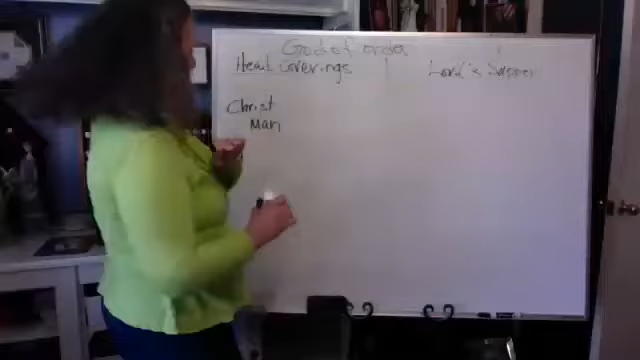 God of order
Head Coverings
Lord's Supper
Christ
Man